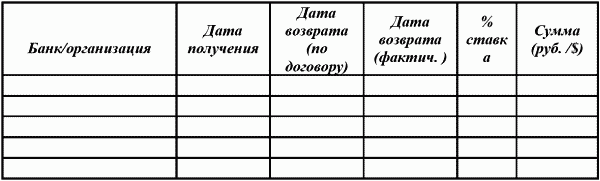 Банк/организация
Дата
получения
Дата
возврата
(по
договору)
Дата
возврата
(фактич. )
%
ставк
а
Сумма
(руб. /$)